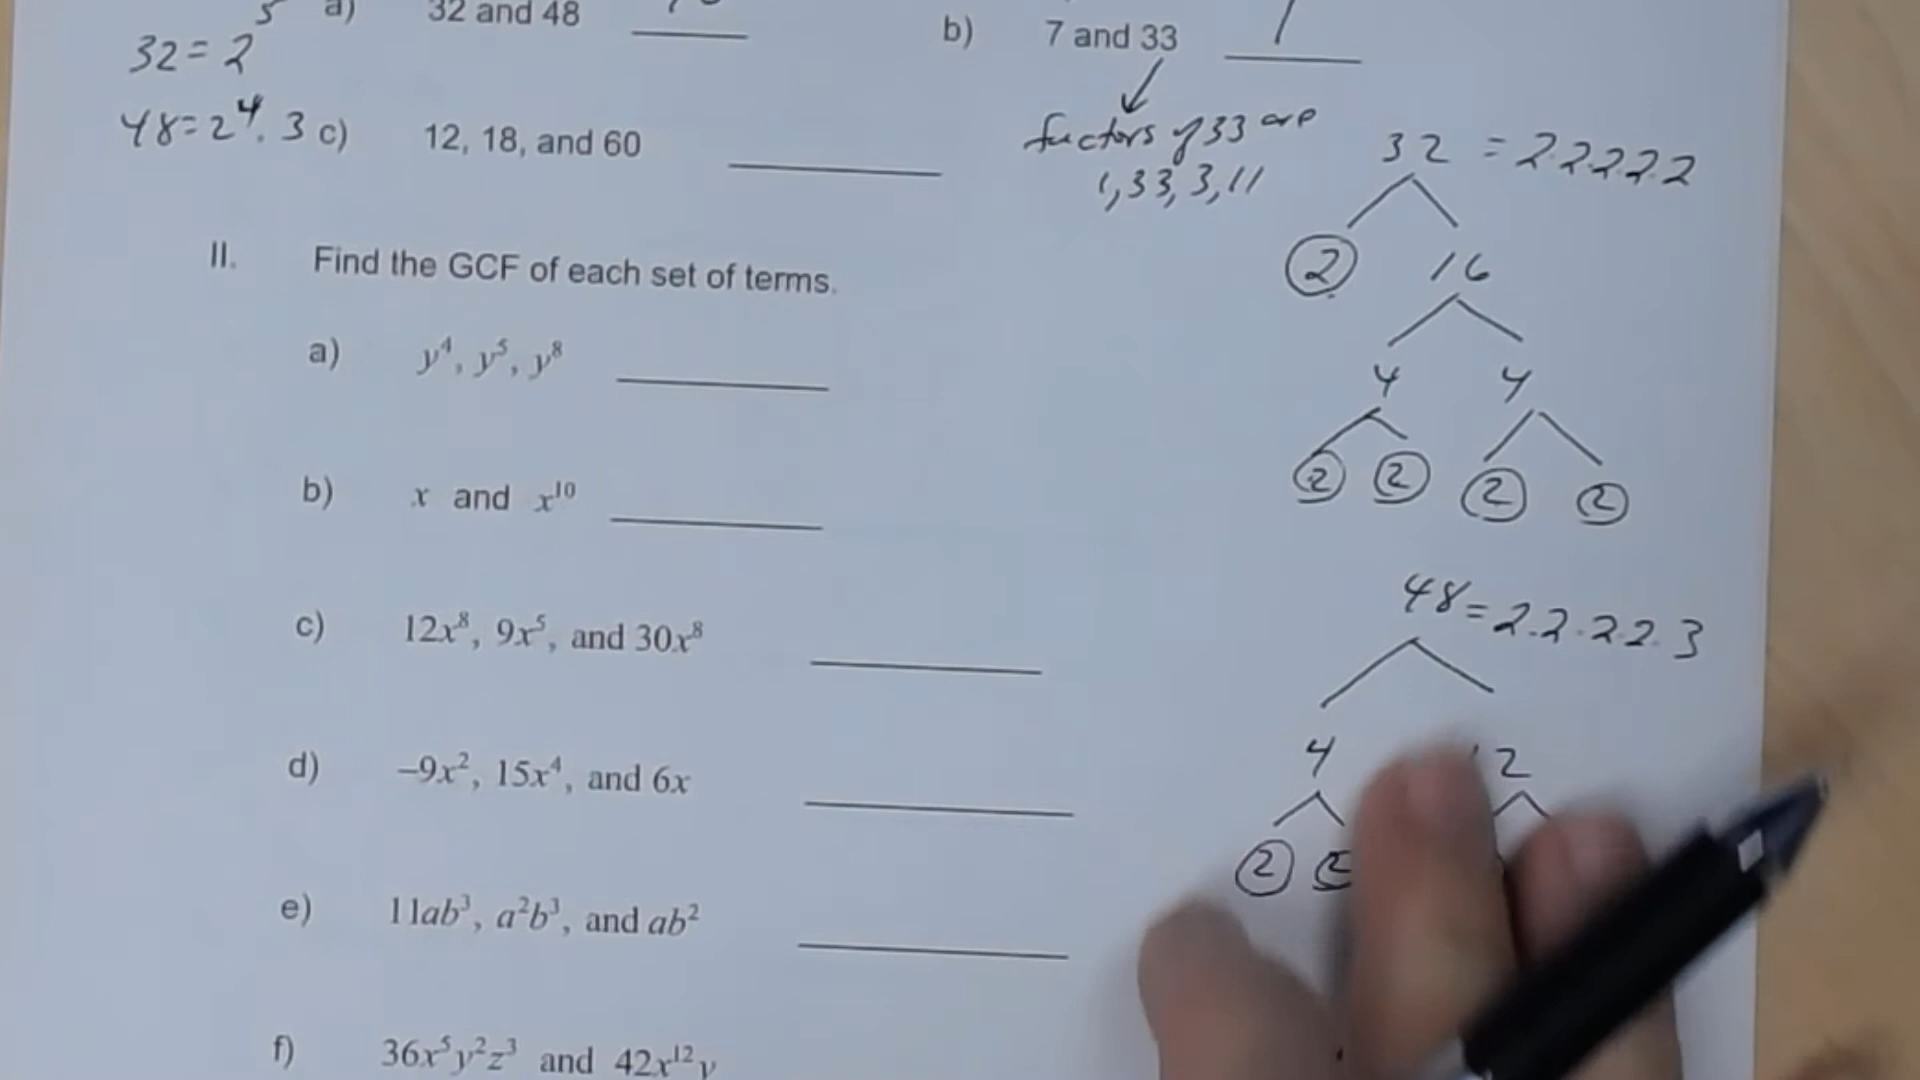 a) 32 and 48
b) 7 and 33 1
32 = 2⁵
48 = 2⁴ · 3
factors of 33 are
1, 33, 3, 11
c) 12, 18, and 60
32 = 2·2·2·2·2
2 16
4 4
2 2 2 2
II. Find the GCF of each set of terms.
a) y⁴, y⁵, y⁸
b) x and x¹⁰
c) 12x⁸, 9x⁵, and 30x⁸
48 = 2·2·2·2·3
4 12
2 2
d) –9x², 15x⁴, and 6x
e) 11ab³, a²b³, and ab²
f) 36x⁵y²z³ and 42x¹²y